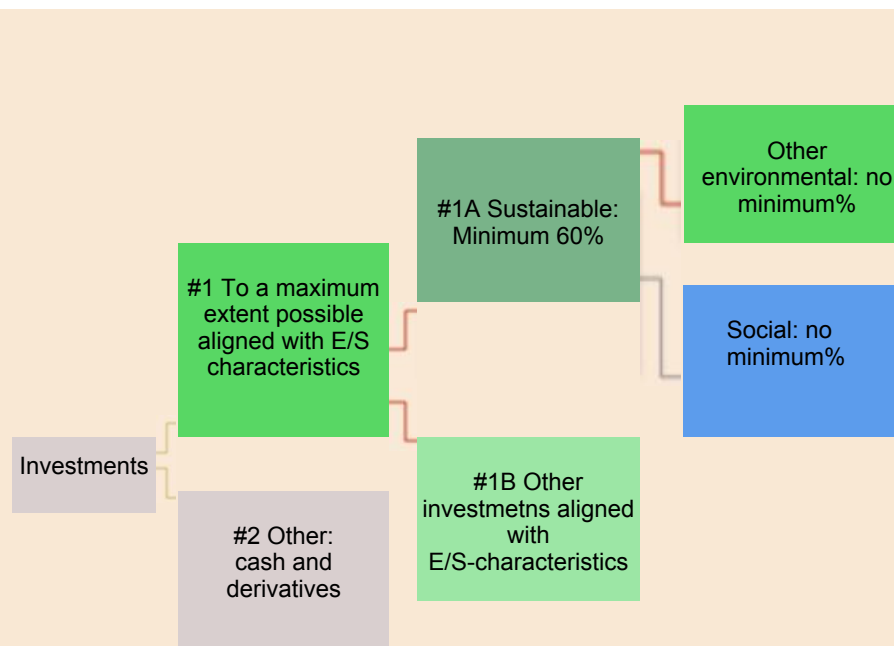 Investments
#1 To a maximum
extent possible
aligned with E/S
characteristics
#2 Other:
cash and
derivatives
#1A Sustainable:
Minimum 60%
#1B Other
investmetns aligned
with
E/S-characteristics
Other
environmental: no
minimum%
Social: no
minimum%